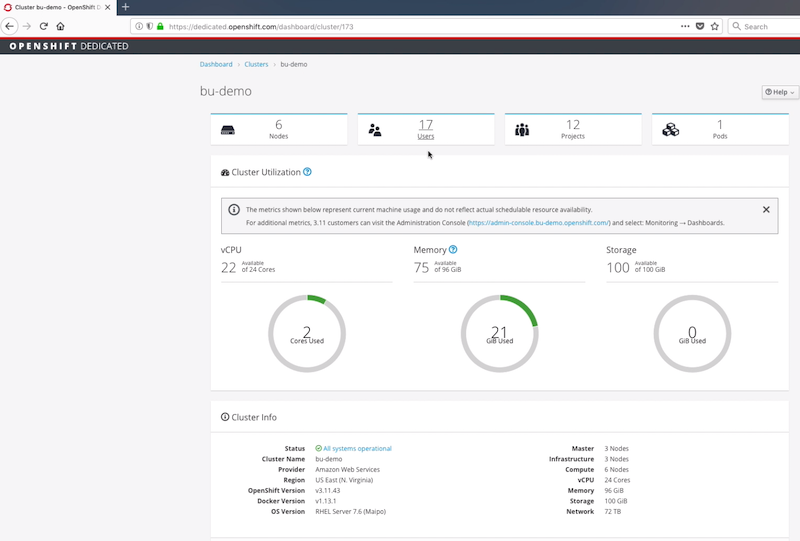 Cluster bu-demo - OpenShift D
https://dedicated.openshift.com/dashboard/cluster/173
Search
OPENSHIFT DEDICATED
Dashboard > Clusters > bu-demo
bu-demo
Help
6
Nodes
17
Users
12
Projects
1
Pods
Cluster Utilization
The metrics shown below represent current machine usage and do not reflect actual schedulable resource availability.
For additional metrics, 3.11 customers can visit the Administration Console (https://admin-console.bu-demo.openshift.com/) and select: Monitoring → Dashboards.
vCPU
22 Available of 24 Cores
2
Cores Used
Memory
75 Available of 96 GiB
21
GiB Used
Storage
100 Available of 100 GiB
0
GiB Used
Cluster Info
Status All systems operational
Cluster Name bu-demo
Provider Amazon Web Services
Region US East (N. Virginia)
OpenShift Version v3.11.43
Docker Version v1.13.1
OS Version RHEL Server 7.6 (Maipo)
Master 3 Nodes
Infrastructure 3 Nodes
Compute 6 Nodes
vCPU 24 Cores
Memory 96 GiB
Storage 100 GiB
Network 72 TB